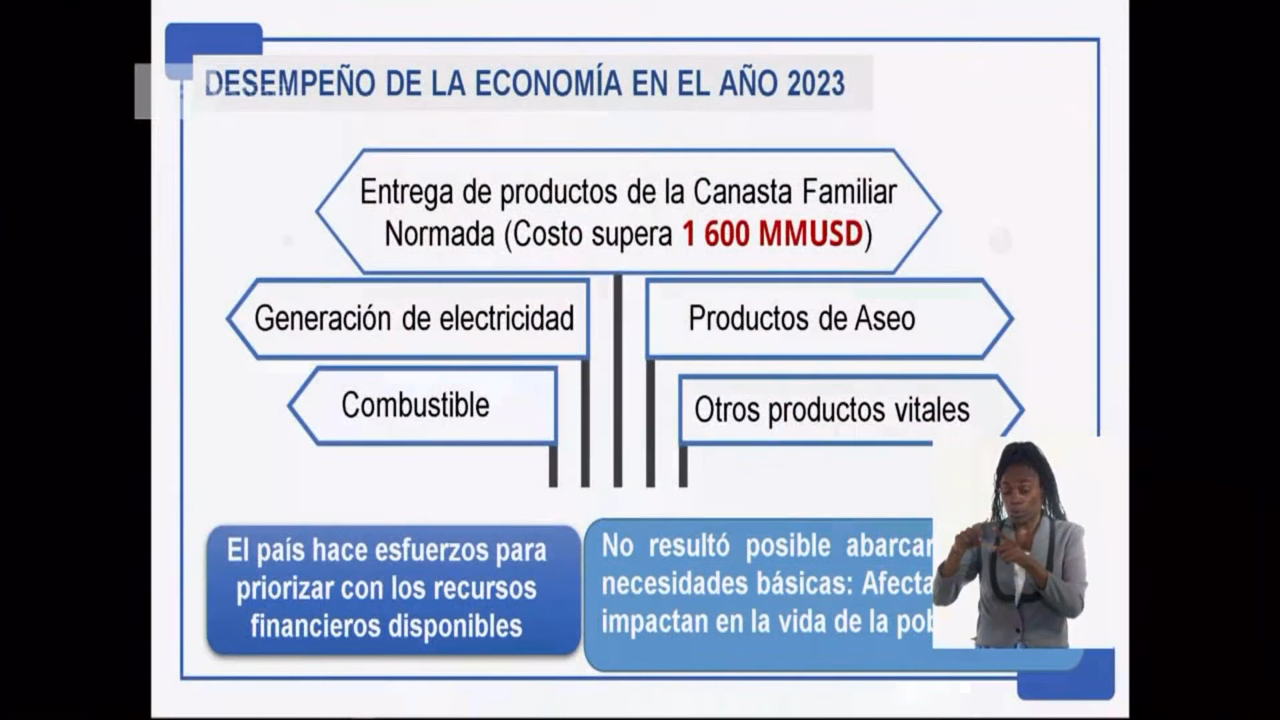 DESEMPEÑO DE LA ECONOMÍA EN EL AÑO 2023
Entrega de productos de la Canasta Familiar
Normada (Costo supera 1 600 MMUSD)
Generación de electricidad
Productos de Aseo
Combustible
Otros productos vitales
El país hace esfuerzos para
priorizar con los recursos
financieros disponibles
No resultó posible abarcar
necesidades básicas:
impactan en la vida de la